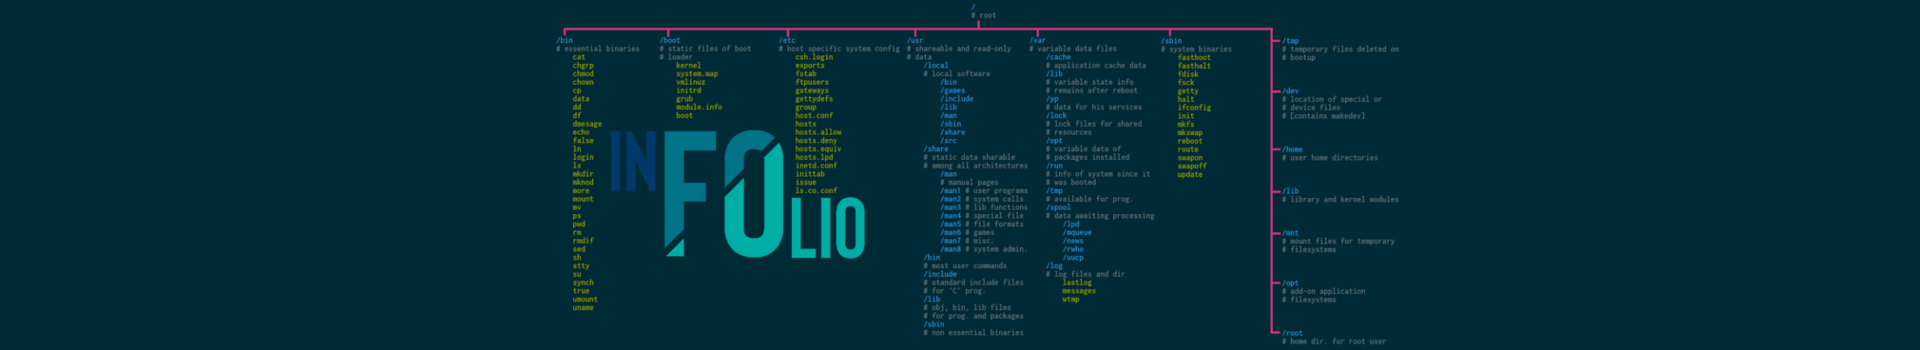 /
# root
/bin
# essential binaries
cat
chgrp
chmod
chown
cp
data
dd
df
dmesage
echo
false
ln
login
ls
mkdir
mknod
more
mount
mv
ps
pwd
rm
rmdif
sed
sh
stty
su
synch
true
umount
uname
/boot
# static files of boot
# loader
kernel
system.map
vmlinuz
initrd
grub
module.info
boot
INFOLIO
/etc
# host specific system config
csh.login
exports
fstab
ftpusers
gateways
gettydefs
group
host.conf
hosts
hosts.allow
hosts.deny
hosts.equiv
hosts.lpd
inetd.conf
inittab
issue
ls.co.conf
/usr
# shareable and read-only
# data
/local
# local software
/bin
/games
/include
/lib
/man
/sbin
/share
/src
/share
# static data sharable
# among all architectures
/man
# manual pages
/man1 # user programs
/man2 # system calls
/man3 # lib functions
/man4 # special file
/man5 # file formats
/man6 # games
/man7 # misc.
/man8 # system admin.
/bin
# most user commands
/include
# standard include files
# for 'C' prog.
/lib
# obj, bin, lib files
# for prog. and packages
/sbin
# non essential binaries
/var
# variable data files
/cache
# application cache data
/lib
# variable state info
# remains after reboot
/yp
# data for his services
/lock
# lock files for shared
# resources
/opt
# variable data of
# packages installed
/run
# info of system since it
# was booted
/tmp
# available for prog.
/spool
# data awaiting processing
/lpd
/mqueue
/news
/rwho
/uucp
/log
# log files and dir
lastlog
messages
wtmp
/sbin
# system binaries
fastboot
fasthalt
fdisk
fsck
getty
halt
ifconfig
init
mkfs
mkswap
reboot
route
swapon
swapoff
update
/tmp
# temporary files deleted on
# bootup
/dev
# location of special or
# device files
# [contains makedev]
/home
# user home directories
/lib
# library and kernel modules
/mnt
# mount files for temporary
# filesystems
/opt
# add-on application
# filesystems
/root
# home dir. for root user